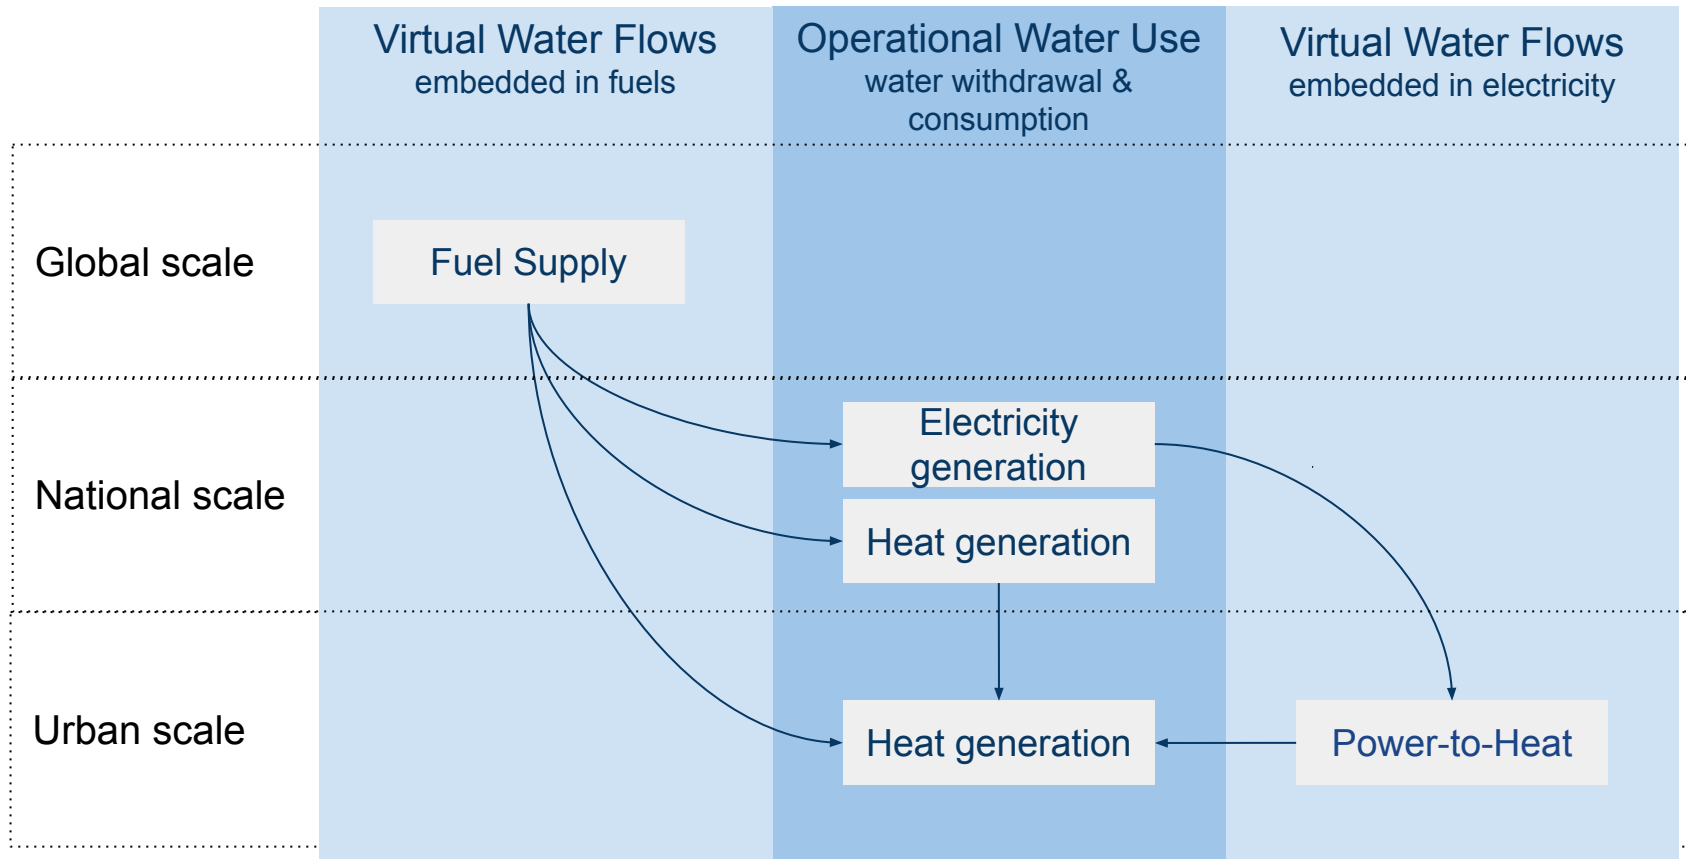 Virtual Water Flows
embedded in fuels
Operational Water Use
water withdrawal &
consumption
Virtual Water Flows
embedded in electricity
Global scale
Fuel Supply
National scale
Electricity
generation
Heat generation
Urban scale
Heat generation
Power-to-Heat